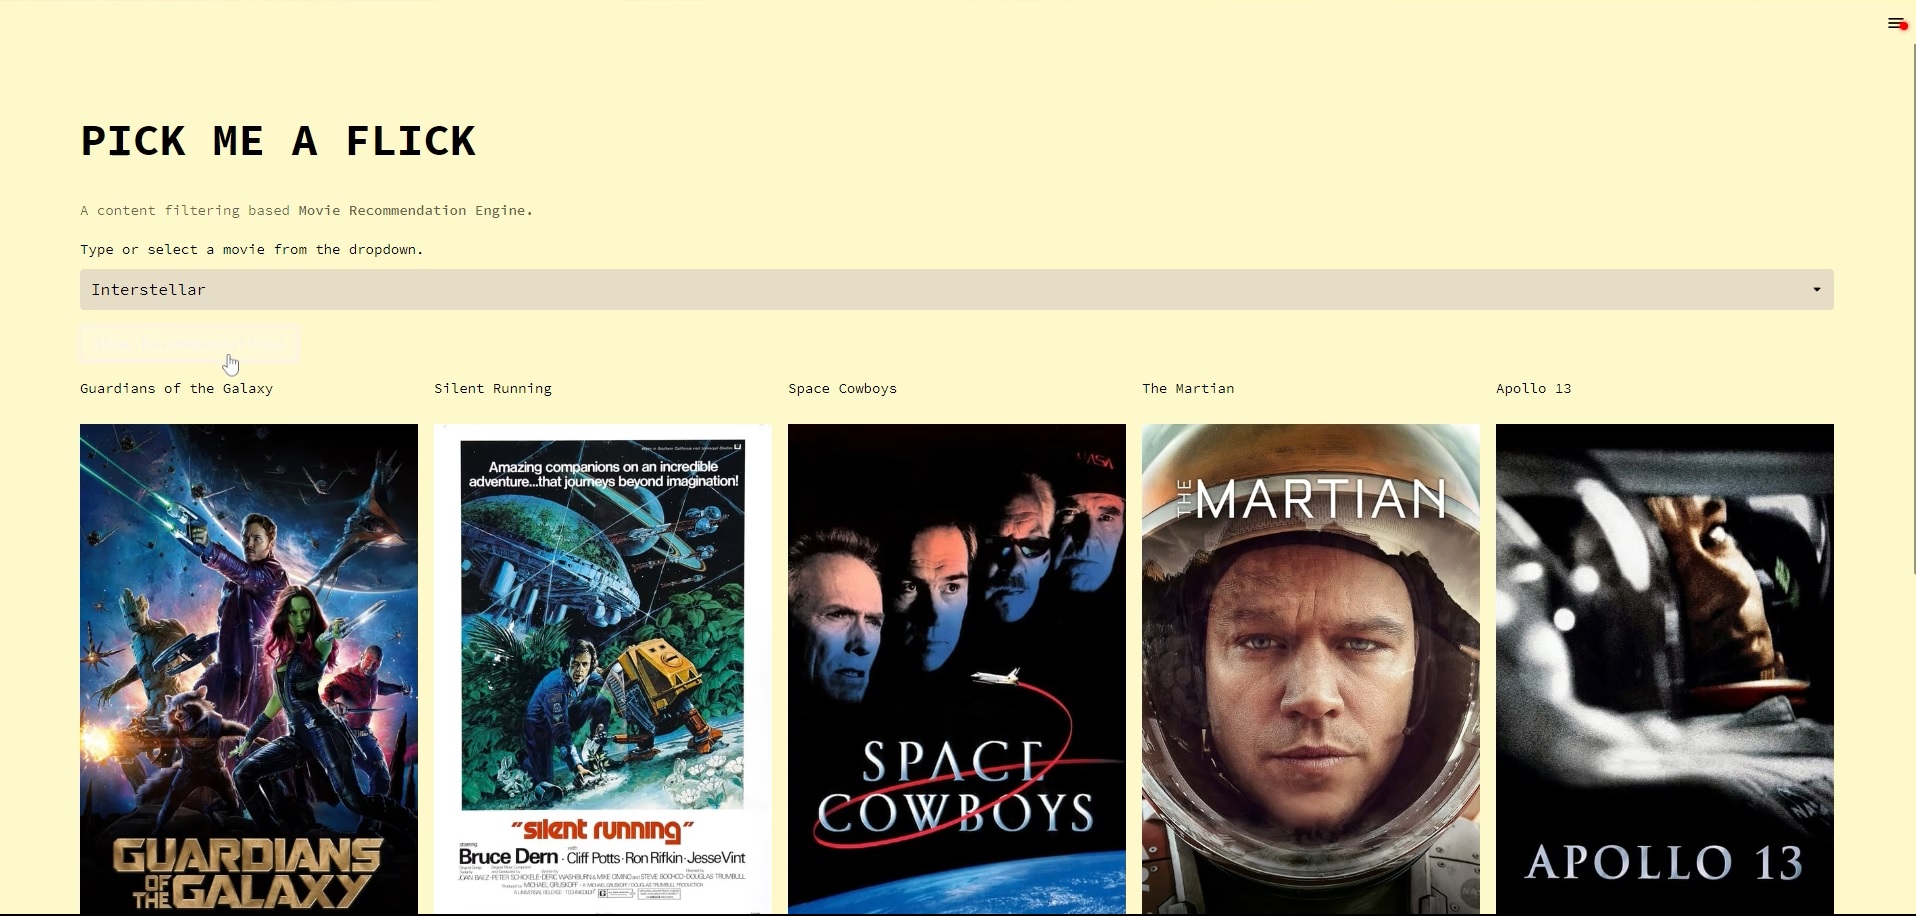 PICK ME A FLICK
A content filtering based Movie Recommendation Engine.
Type or select a movie from the dropdown.
Interstellar
Guardians of the Galaxy
Silent Running
Space Cowboys
The Martian
Apollo 13
GUARDIANS
OF
THE GALAXY
Amazing companions on an incredible
adventure...that journeys beyond imagination!
"silent running"
starring
Bruce Dern · Cliff Potts · Ron Rifkin · Jesse Vint
NASA
SPACE
COWBOYS
THE MARTIAN
APOLLO 13